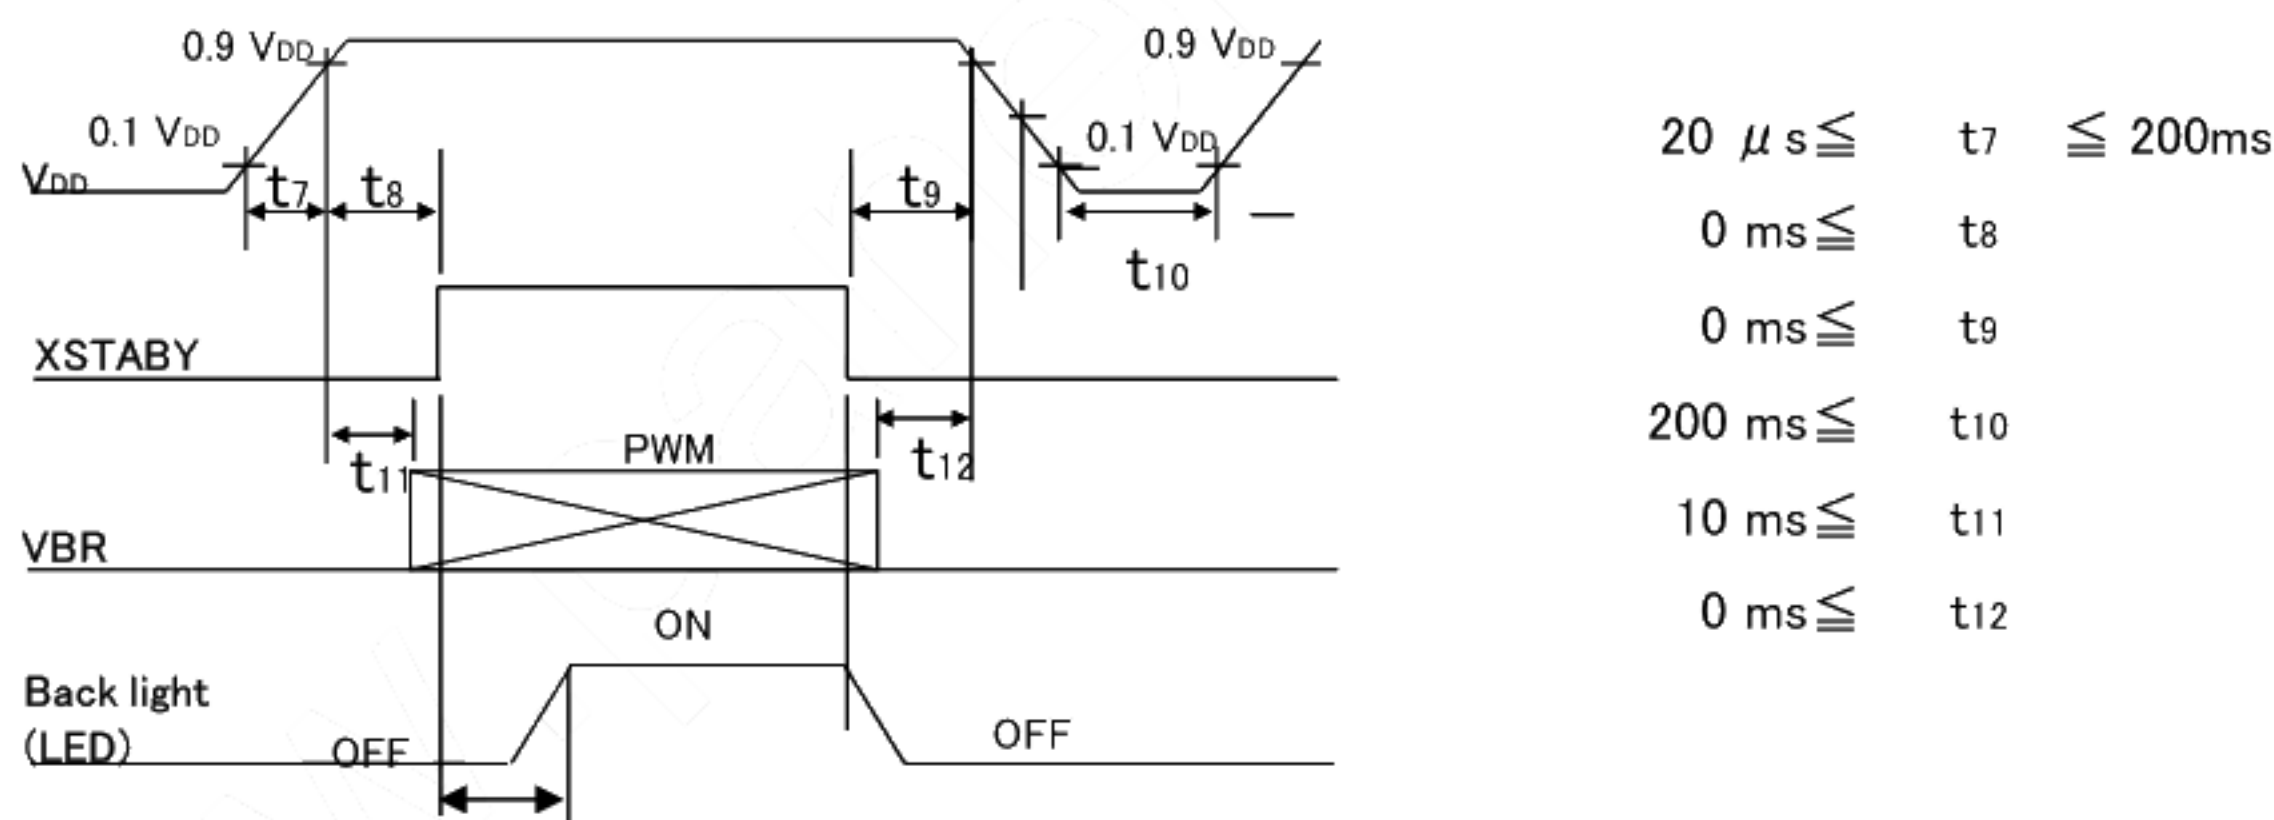 0.9 VDD
0.9 VDD
0.1 VDD
0.1 VDD
VDD
t7
t8
t9
t10
XSTABY
PWM
t11
t12
VBR
ON
Back light
(LED)
OFF
OFF
20 μs≦ t7 ≦ 200ms
0 ms≦ t8
0 ms≦ t9
200 ms≦ t10
10 ms≦ t11
0 ms≦ t12